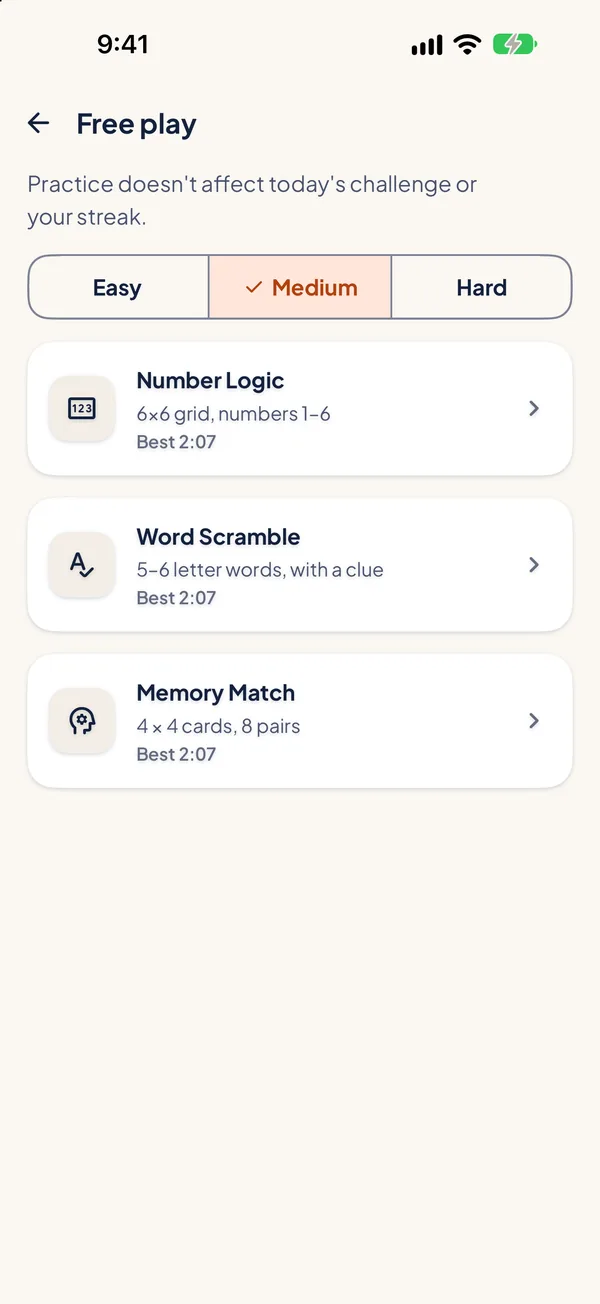 9:41
Free play
Practice doesn't affect today's challenge or
your streak.
Easy
Medium
Hard
123
Number Logic
6×6 grid, numbers 1–6
Best 2:07
Word Scramble
5–6 letter words, with a clue
Best 2:07
Memory Match
4 × 4 cards, 8 pairs
Best 2:07